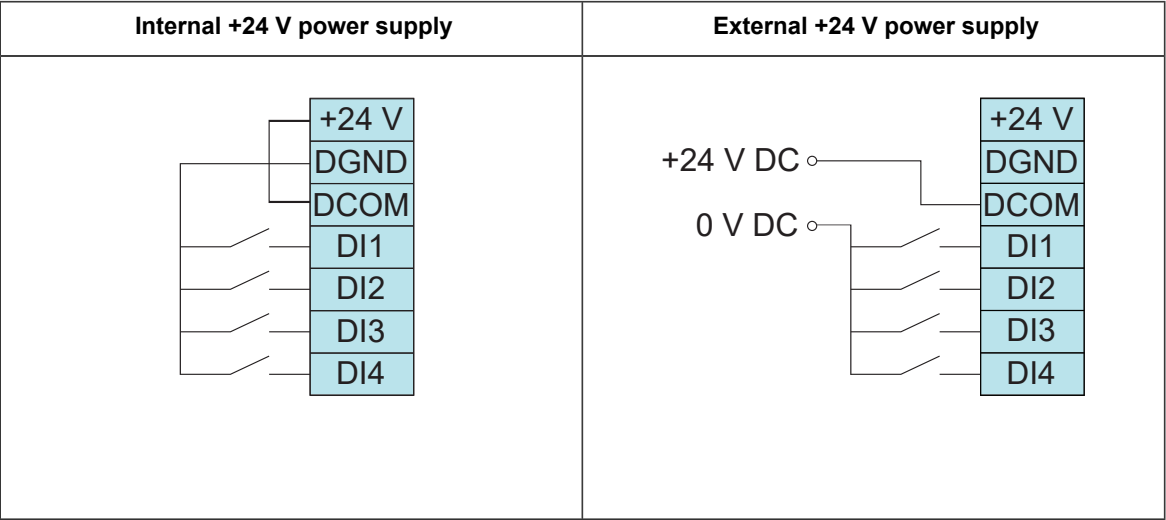 Internal +24 V power supply
External +24 V power supply
+24 V
DGND
DCOM
DI1
DI2
DI3
DI4
+24 V DC
0 V DC
+24 V
DGND
DCOM
DI1
DI2
DI3
DI4